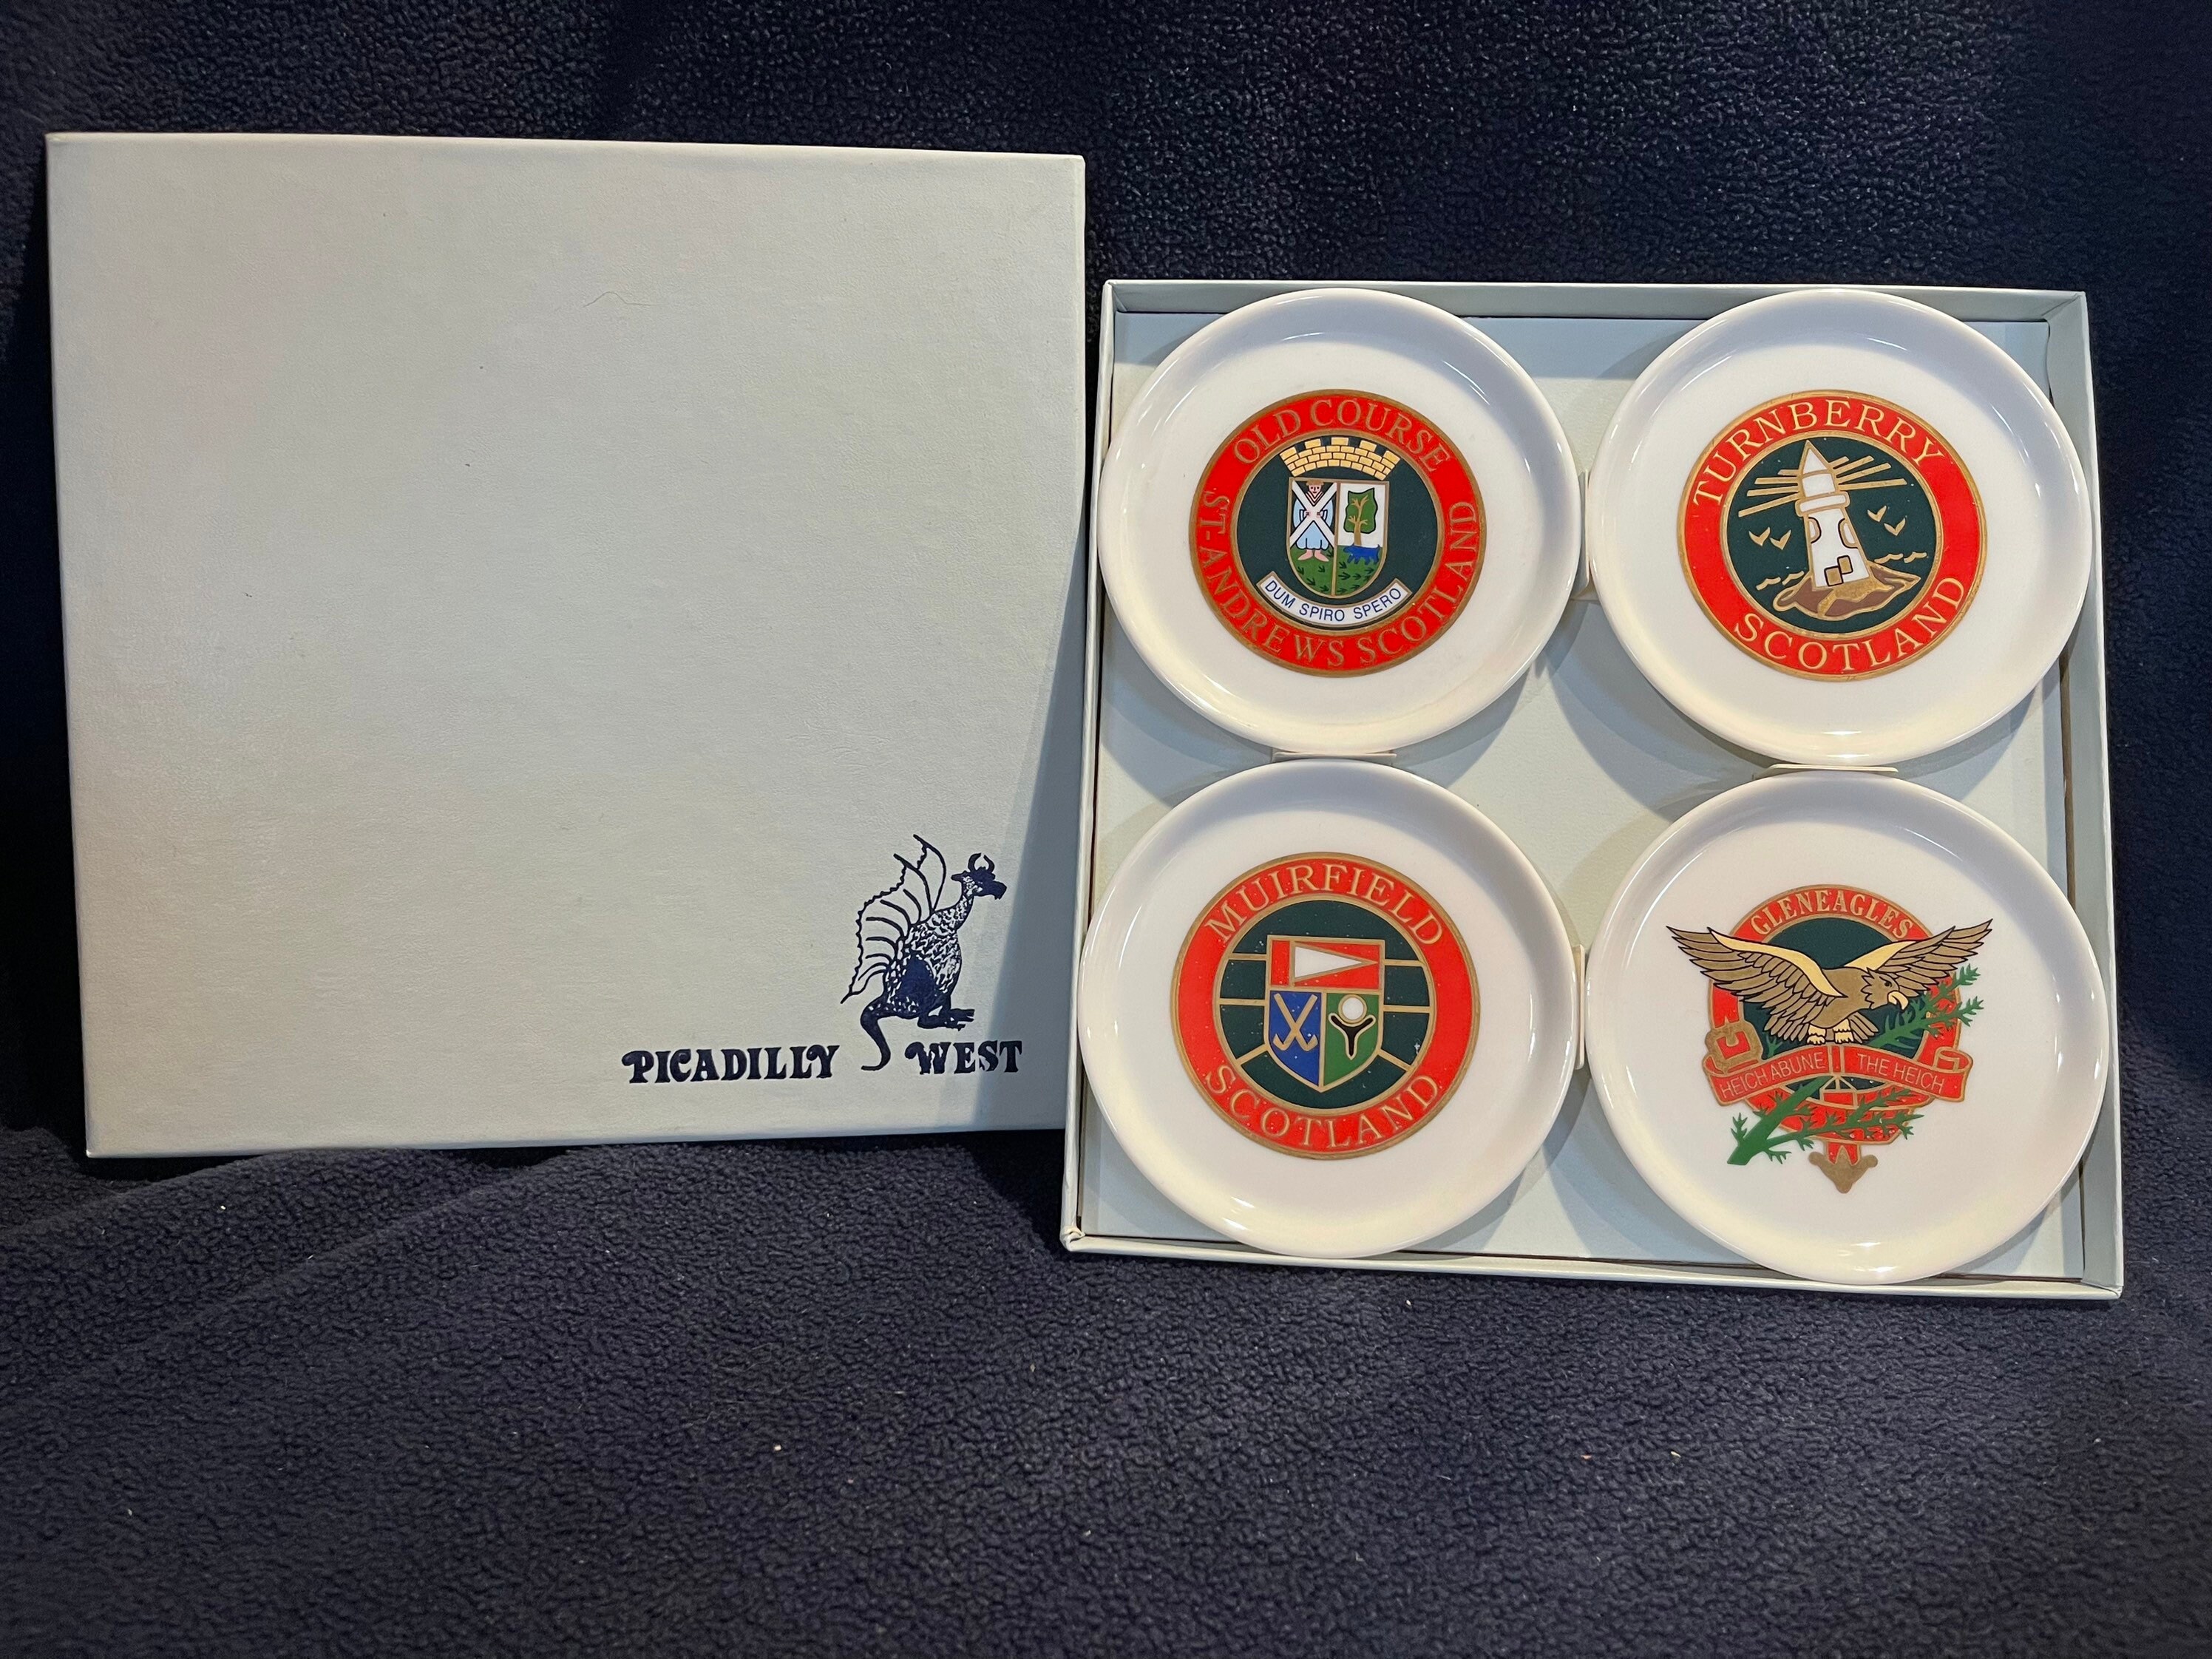 PICADILLY WEST
OLD COURSE
ST-ANDREWS SCOTLAND
DUM SPIRO SPERO
TURNBERRY
SCOTLAND
MUIRFIELD
SCOTLAND
GLENEAGLES
HEICH ABUNE THE HEICH